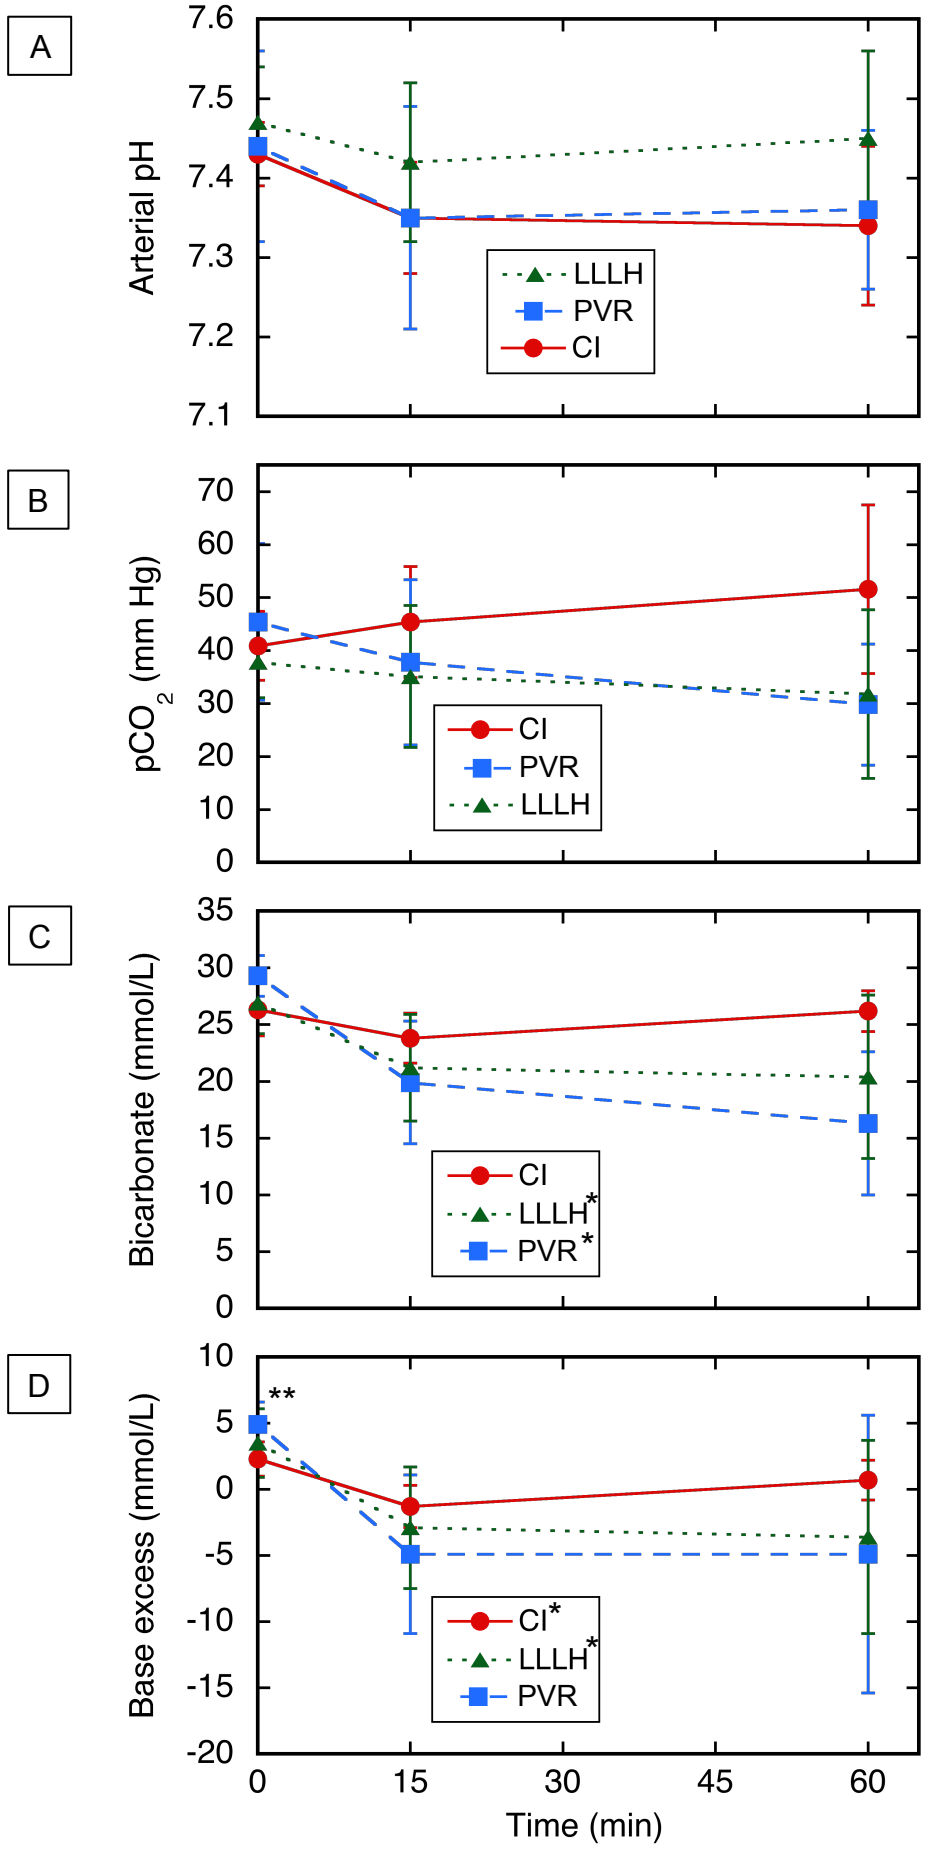 A
7.6
7.5
7.4
7.3
7.2
7.1
Arterial pH
LLLH
PVR
CI
B
70
60
50
40
30
20
10
0
pCO2 (mm Hg)
CI
PVR
LLLH
C
35
30
25
20
15
10
5
0
Bicarbonate (mmol/L)
CI
LLLH*
PVR*
D
10
5
0
-5
-10
-15
-20
Base excess (mmol/L)
**
CI*
LLLH*
PVR
0 15 30 45 60
Time (min)